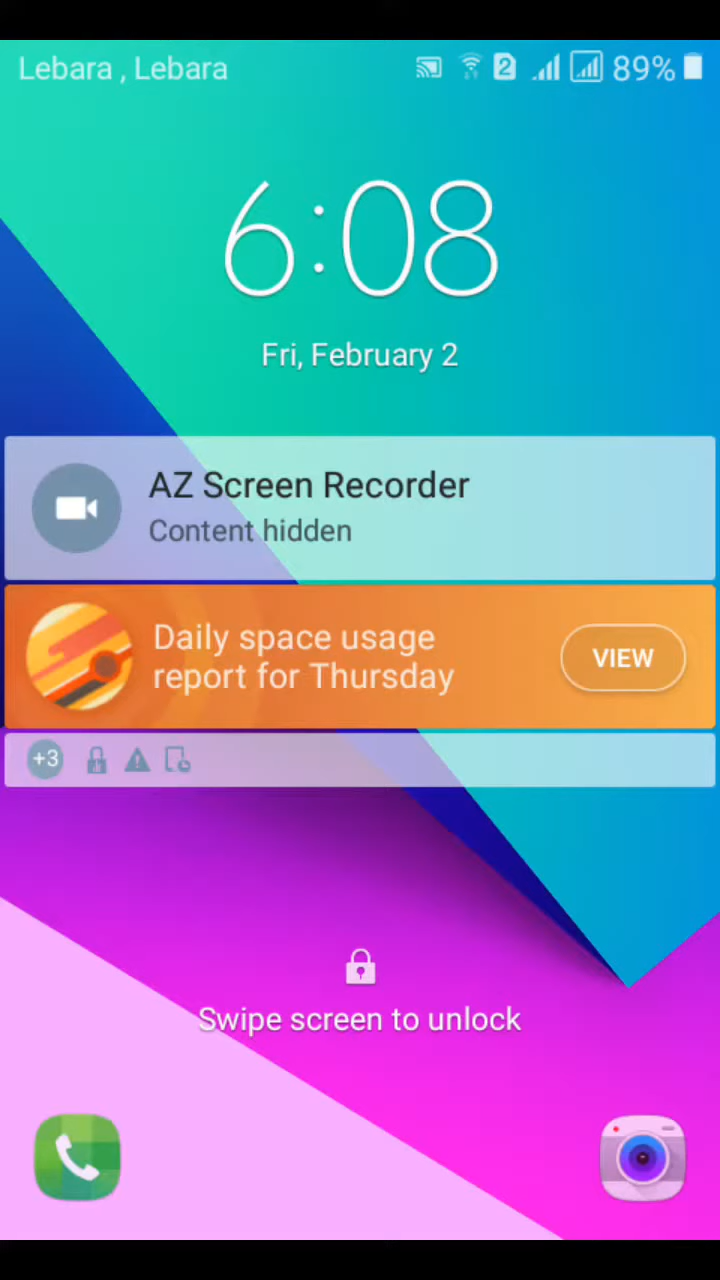 Lebara , Lebara
2
89%
6:08
Fri, February 2
AZ Screen Recorder
Content hidden
Daily space usage
report for Thursday
VIEW
+3
Swipe screen to unlock